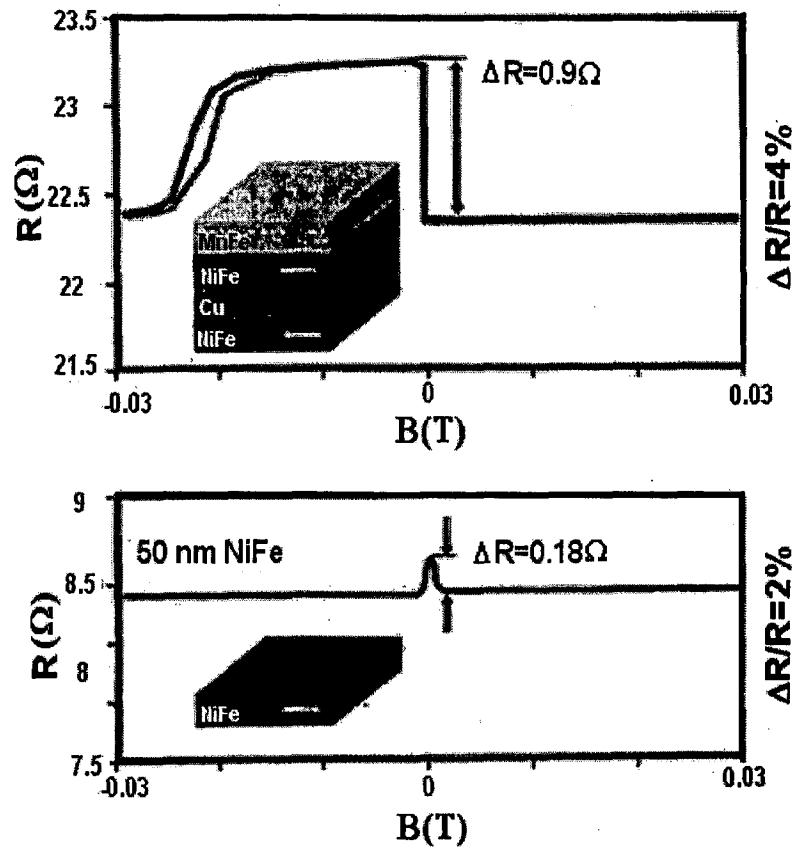 23.5
23
22.5
22
21.5
R(Ω)
ΔR=0.9Ω
MnFe
NiFe
Cu
NiFe
ΔR/R=4%
-0.03
0
0.03
B(T)
9
8.5
8
7.5
R(Ω)
50 nm NiFe
ΔR=0.18Ω
NiFe
ΔR/R=2%
-0.03
0
0.03
B(T)